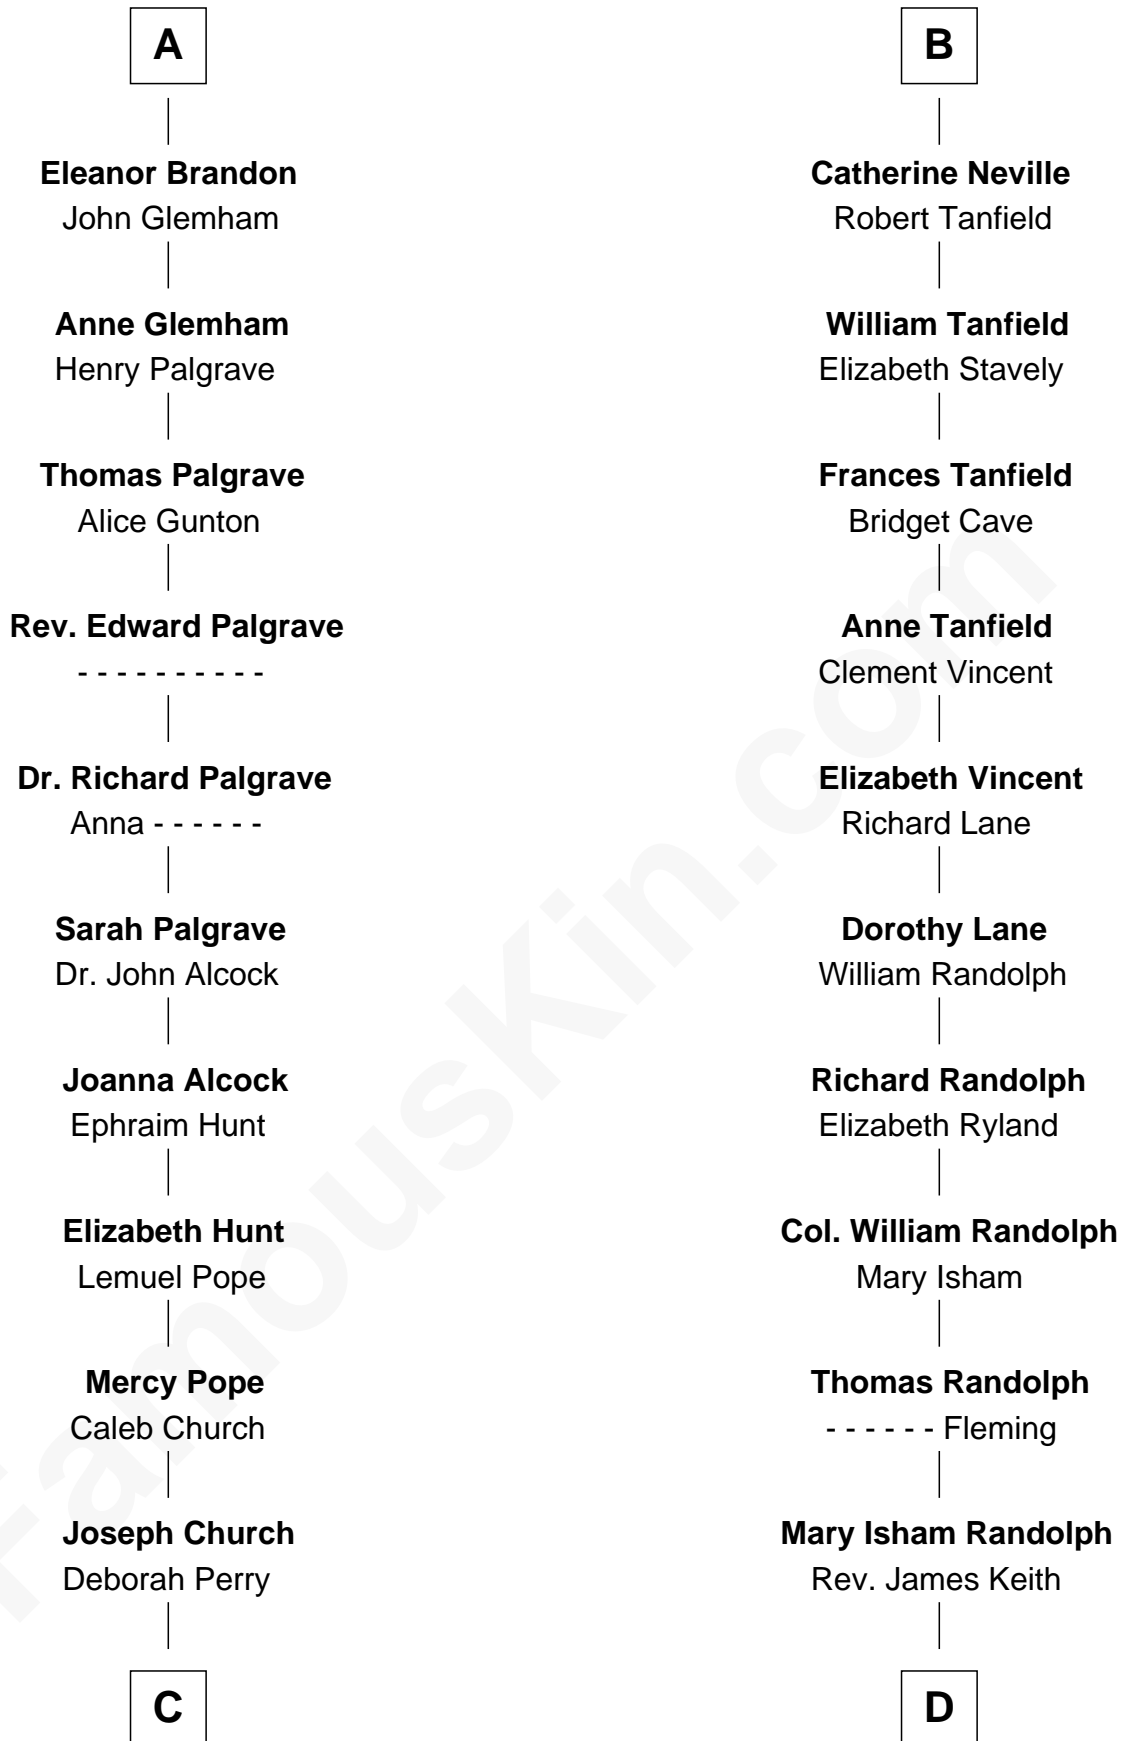 A
Eleanor Brandon
John Glemham
Anne Glemham
Henry Palgrave
Thomas Palgrave
Alice Gunton
Rev. Edward Palgrave
- - - - - - - - - -
Dr. Richard Palgrave
Anna - - - - - -
Sarah Palgrave
Dr. John Alcock
Joanna Alcock
Ephraim Hunt
Elizabeth Hunt
Lemuel Pope
Mercy Pope
Caleb Church
Joseph Church
Deborah Perry
C
B
Catherine Neville
Robert Tanfield
William Tanfield
Elizabeth Stavely
Frances Tanfield
Bridget Cave
Anne Tanfield
Clement Vincent
Elizabeth Vincent
Richard Lane
Dorothy Lane
William Randolph
Richard Randolph
Elizabeth Ryland
Col. William Randolph
Mary Isham
Thomas Randolph
- - - - - - Fleming
Mary Isham Randolph
Rev. James Keith
D
FamousKin.com